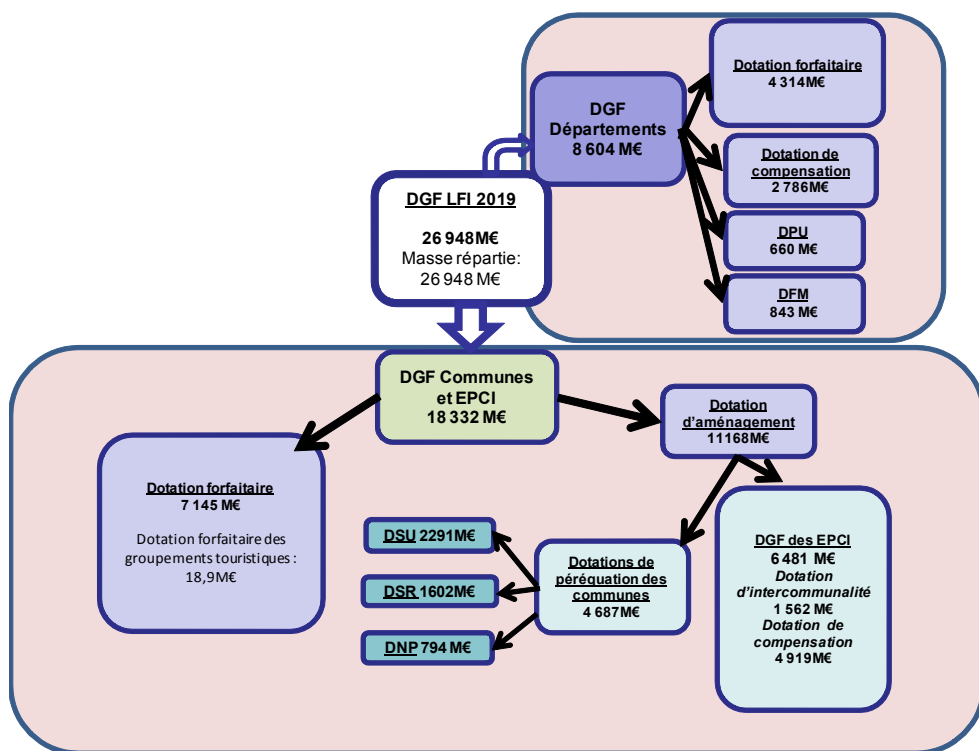 Dotation forfaitaire
4 314M€
DGF
Départements
8 604 M€
Dotation de
compensation
2 786M€
DPU
660 M€
DFM
843 M€
DGF LFI 2019
26 948M€
Masse répartie:
26 948 M€
DGF Communes
et EPCI
18 332 M€
Dotation
d'aménagement
11168M€
Dotation forfaitaire
7 145 M€
Dotation forfaitaire des
groupements touristiques :
18,9M€
DSU 2291M€
DSR 1602M€
DNP 794 M€
Dotations de
péréquation des
communes
4 687M€
DGF des EPCI
6 481 M€
Dotation
d'intercommunalité
1 562 M€
Dotation de
compensation
4 919M€